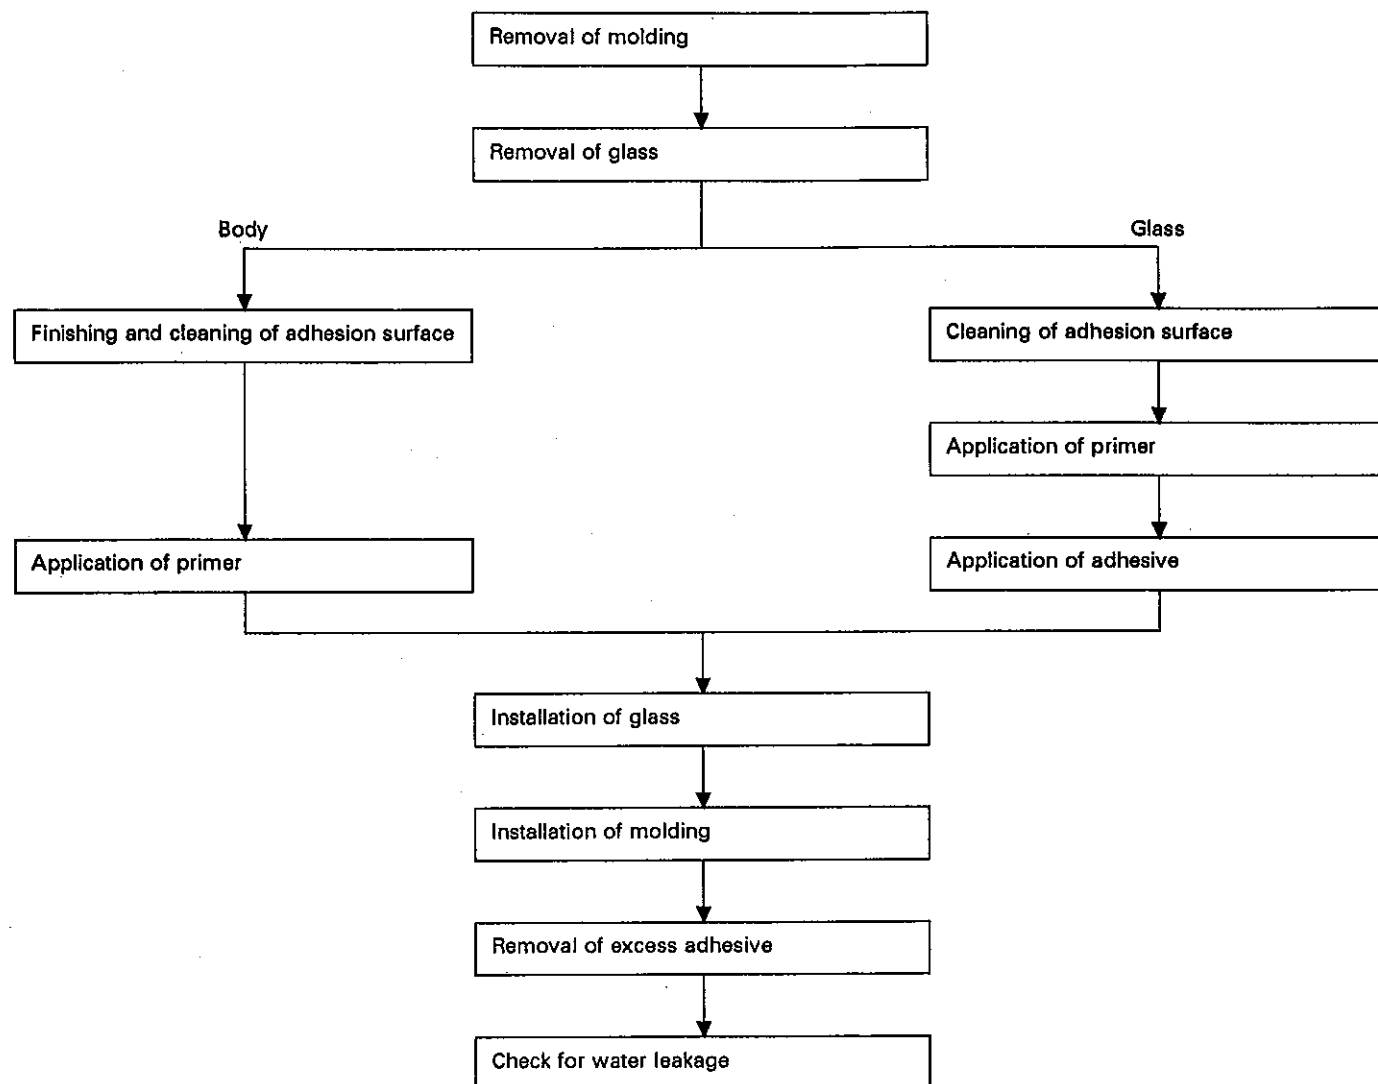 Removal of molding
Removal of glass
Body
Glass
Finishing and cleaning of adhesion surface
Cleaning of adhesion surface
Application of primer
Application of primer
Application of adhesive
Installation of glass
Installation of molding
Removal of excess adhesive
Check for water leakage